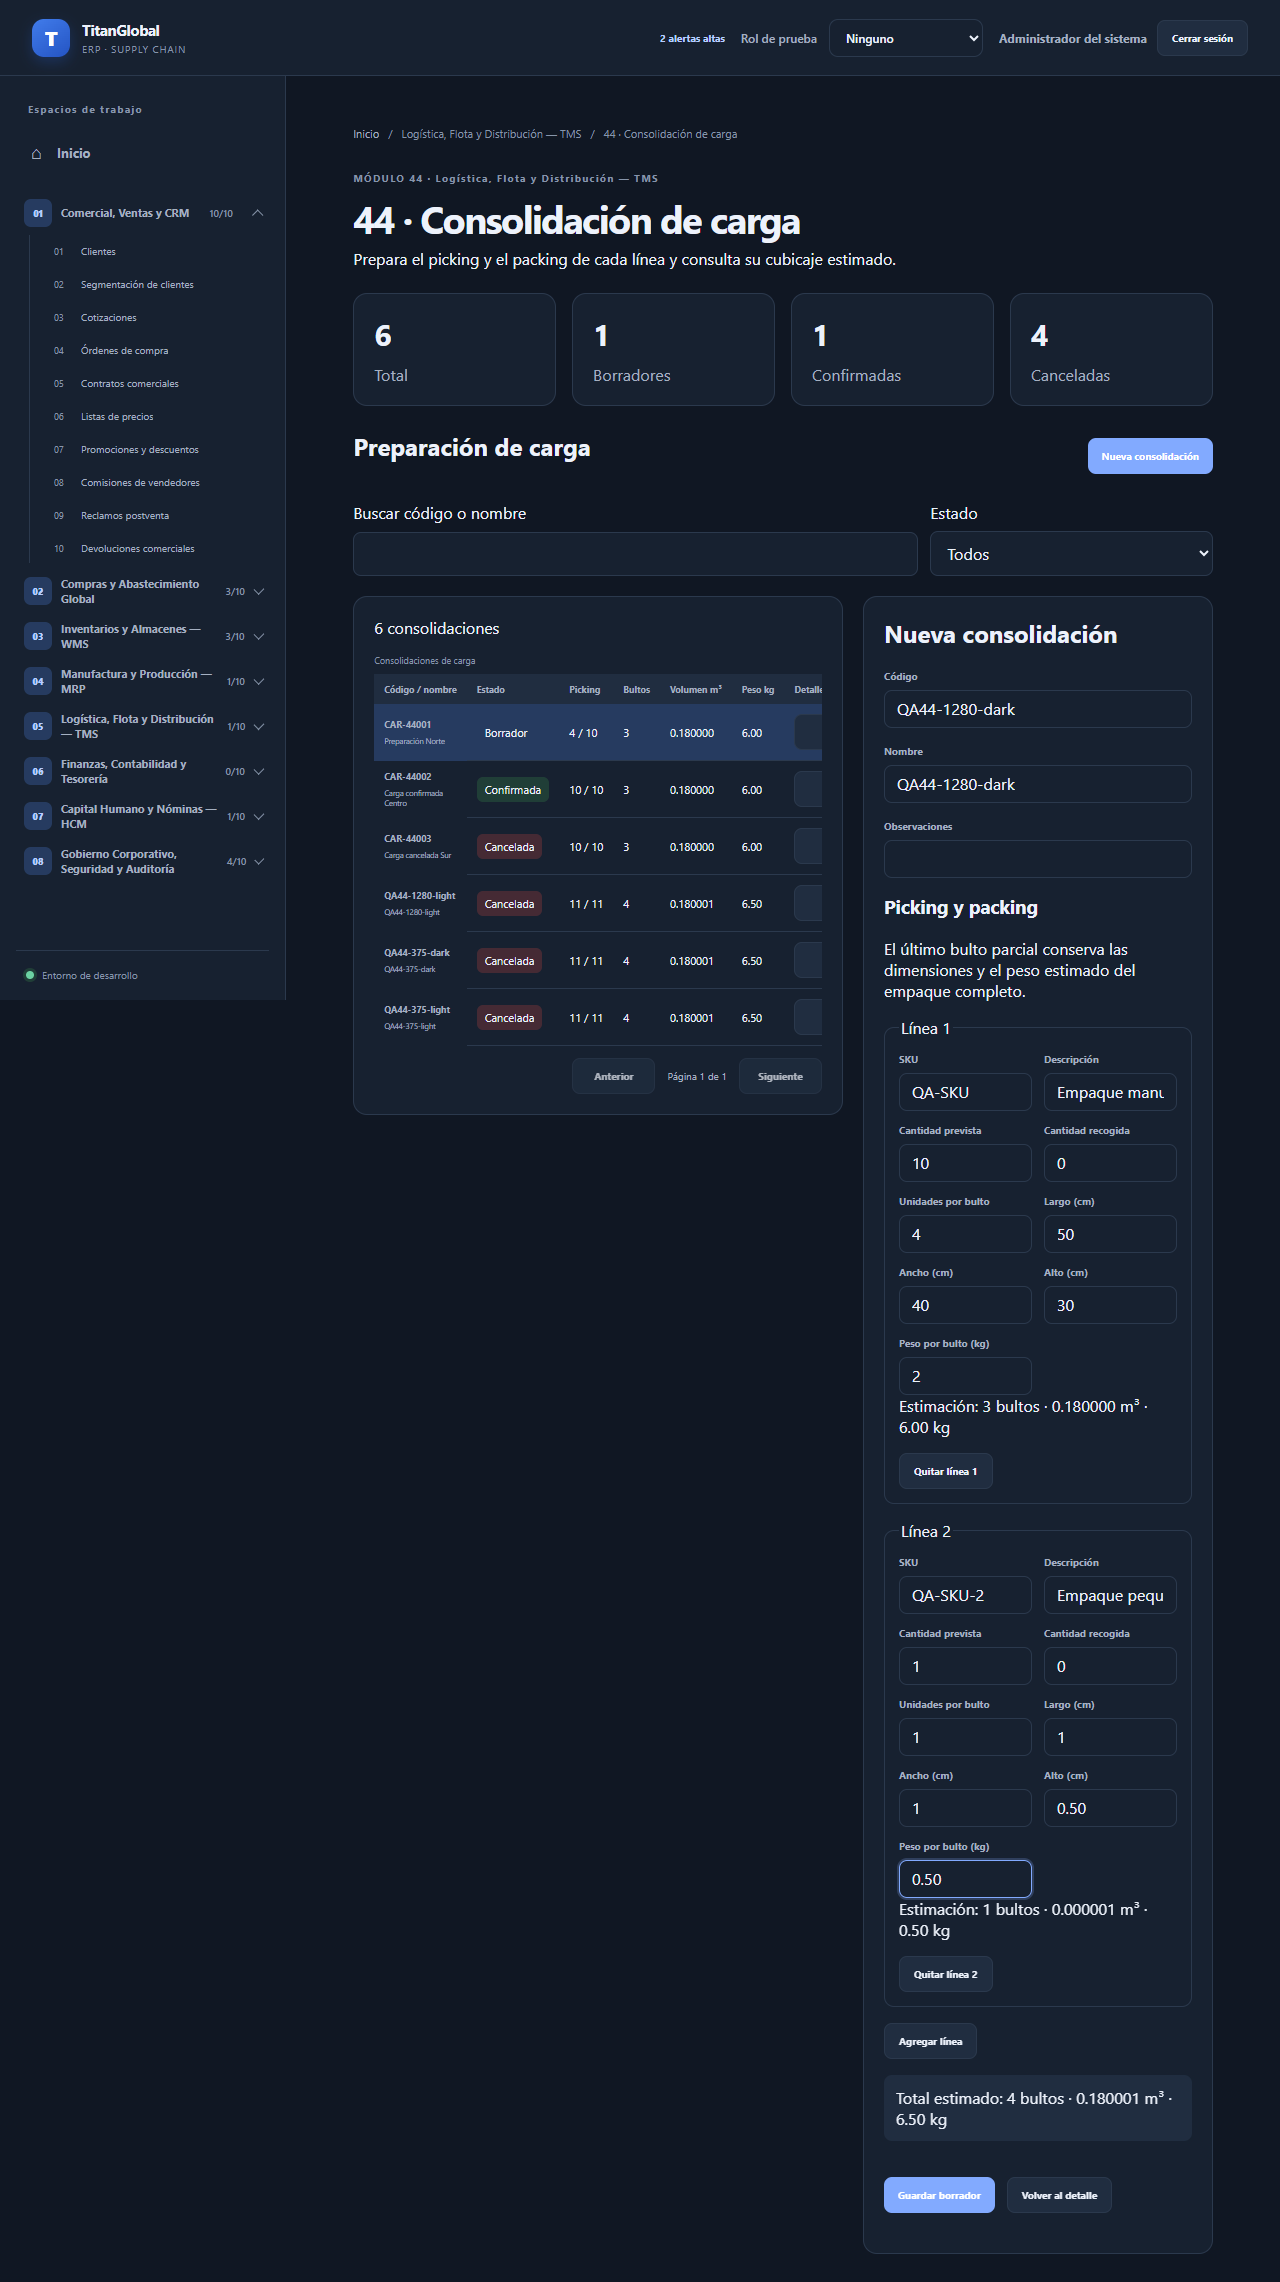 T
TitanGlobal
ERP · SUPPLY CHAIN
2 alertas altas
Rol de prueba
Ninguno
Administrador del sistema
Cerrar sesión
Espacios de trabajo
Inicio
01 Comercial, Ventas y CRM 10/10
01 Clientes
02 Segmentación de clientes
03 Cotizaciones
04 Órdenes de compra
05 Contratos comerciales
06 Listas de precios
07 Promociones y descuentos
08 Comisiones de vendedores
09 Reclamos postventa
10 Devoluciones comerciales
02 Compras y Abastecimiento
Global 3/10
03 Inventarios y Almacenes —
WMS 3/10
04 Manufactura y Producción —
MRP 1/10
05 Logística, Flota y Distribución
— TMS 1/10
06 Finanzas, Contabilidad y
Tesorería 0/10
07 Capital Humano y Nóminas —
HCM 1/10
08 Gobierno Corporativo,
Seguridad y Auditoría 4/10
Entorno de desarrollo
Inicio / Logística, Flota y Distribución — TMS / 44 · Consolidación de carga
MÓDULO 44 · Logística, Flota y Distribución — TMS
44 · Consolidación de carga
Prepara el picking y el packing de cada línea y consulta su cubicaje estimado.
6
Total
1
Borradores
1
Confirmadas
4
Canceladas
Preparación de carga
Nueva consolidación
Buscar código o nombre
Estado
Todos
6 consolidaciones
Consolidaciones de carga
Código / nombre Estado Picking Bultos Volumen m³ Peso kg Detalle
CAR-44001
Preparación Norte
Borrador 4 / 10 3 0.180000 6.00
CAR-44002
Carga confirmada
Centro
Confirmada 10 / 10 3 0.180000 6.00
CAR-44003
Carga cancelada Sur
Cancelada 10 / 10 3 0.180000 6.00
QA44-1280-light
QA44-1280-light
Cancelada 11 / 11 4 0.180001 6.50
QA44-375-dark
QA44-375-dark
Cancelada 11 / 11 4 0.180001 6.50
QA44-375-light
QA44-375-light
Cancelada 11 / 11 4 0.180001 6.50
Anterior
Página 1 de 1
Siguiente
Nueva consolidación
Código
QA44-1280-dark
Nombre
QA44-1280-dark
Observaciones
Picking y packing
El último bulto parcial conserva las
dimensiones y el peso estimado del
empaque completo.
Línea 1
SKU Descripción
QA-SKU Empaque manu
Cantidad prevista Cantidad recogida
10 0
Unidades por bulto Largo (cm)
4 50
Ancho (cm) Alto (cm)
40 30
Peso por bulto (kg)
2
Estimación: 3 bultos · 0.180000 m³ ·
6.00 kg
Quitar línea 1
Línea 2
SKU Descripción
QA-SKU-2 Empaque pequ
Cantidad prevista Cantidad recogida
1 0
Unidades por bulto Largo (cm)
1 1
Ancho (cm) Alto (cm)
1 0.50
Peso por bulto (kg)
0.50
Estimación: 1 bultos · 0.000001 m³ ·
0.50 kg
Quitar línea 2
Agregar línea
Total estimado: 4 bultos · 0.180001 m³ ·
6.50 kg
Guardar borrador
Volver al detalle